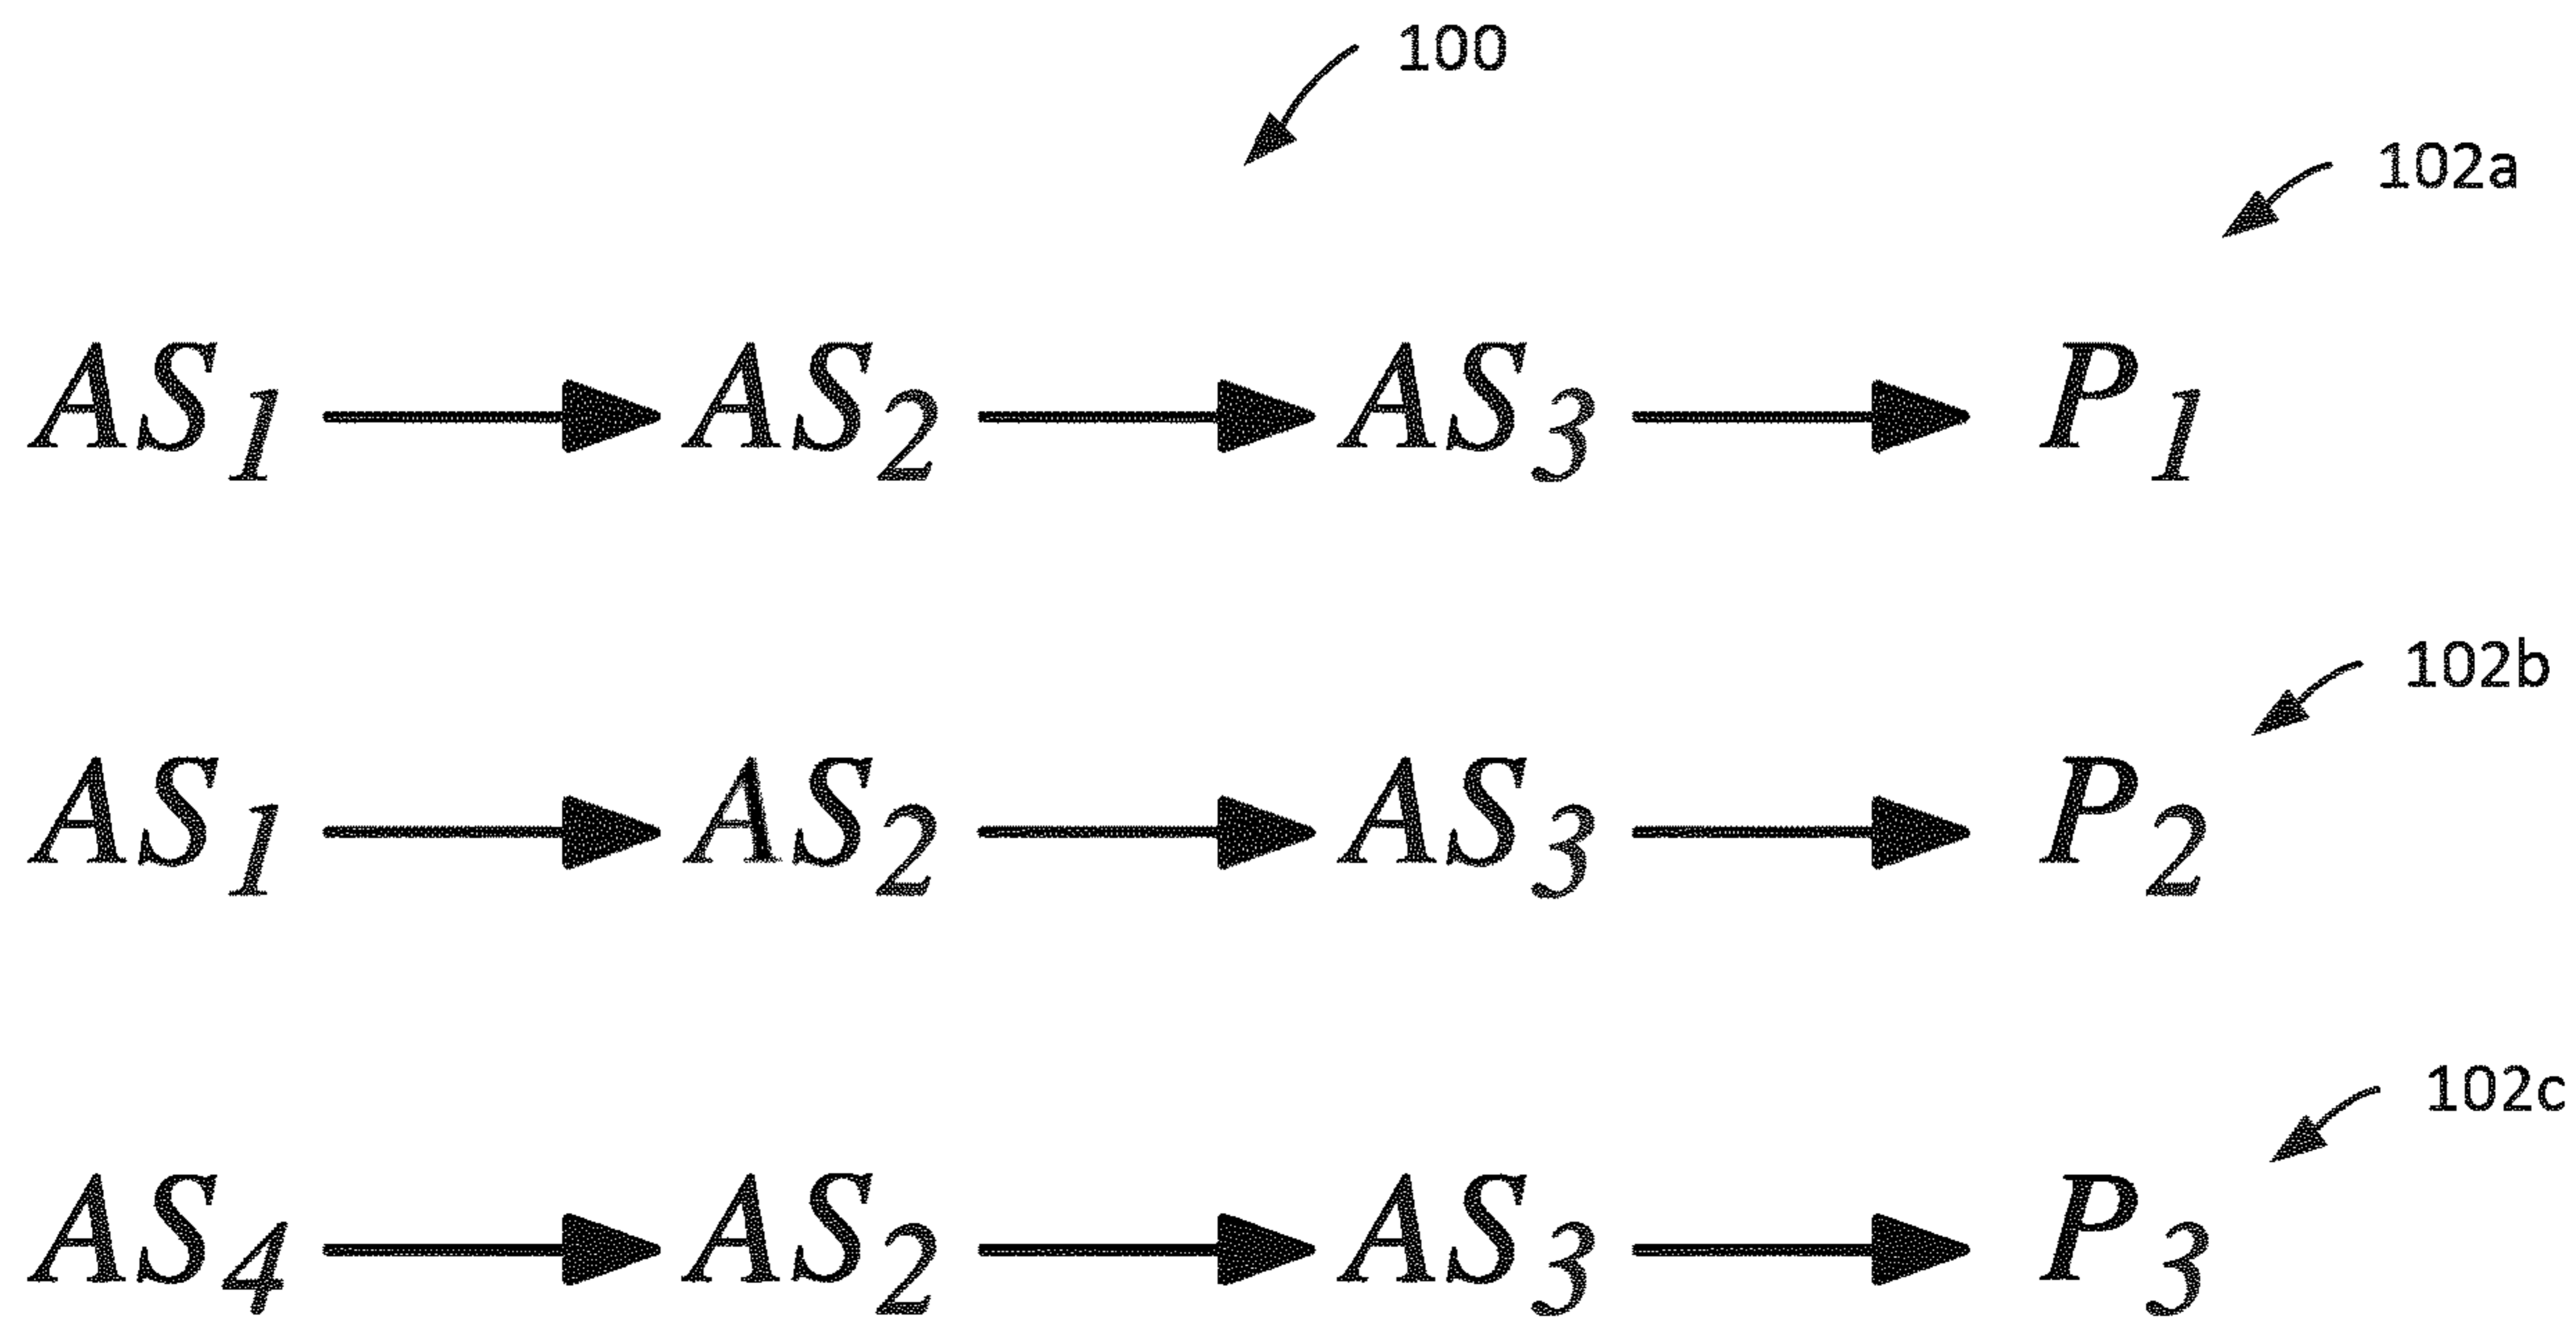 100
102a
AS₁ → AS₂ → AS₃ → P₁
102b
AS₁ → AS₂ → AS₃ → P₂
102c
AS₄ → AS₂ → AS₃ → P₃